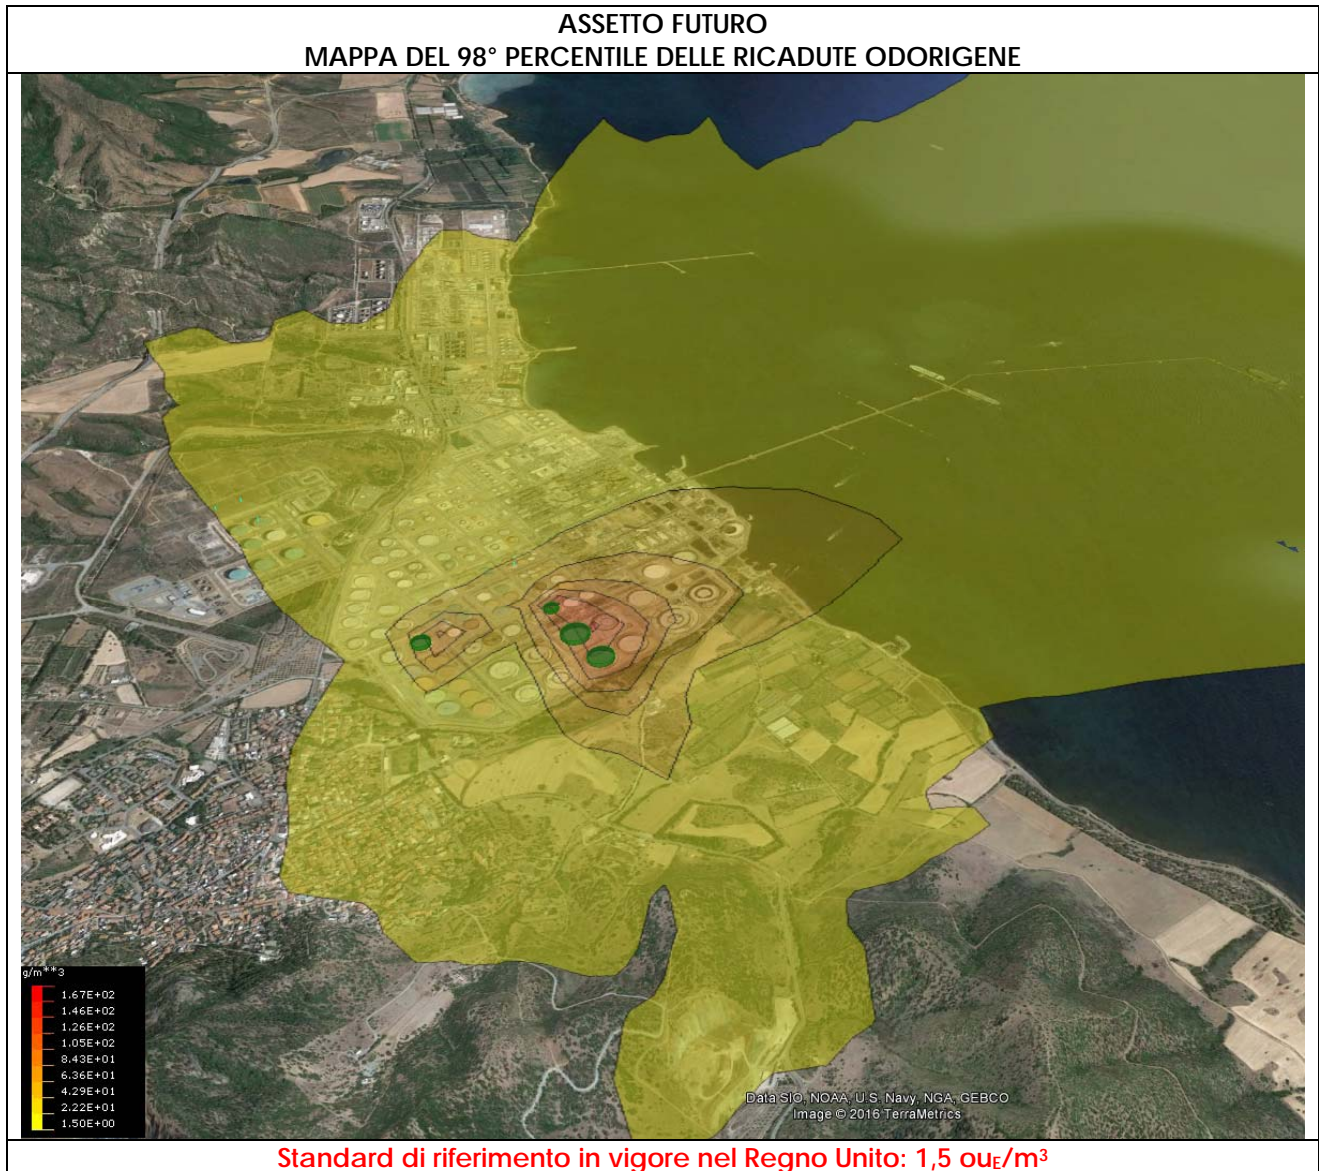 ASSETTO FUTURO
MAPPA DEL 98° PERCENTILE DELLE RICADUTE ODORIGENE
g/m**3
1.67E+02
1.46E+02
1.26E+02
1.05E+02
8.43E+01
6.36E+01
4.29E+01
2.22E+01
1.50E+00
Data SIO, NOAA, U.S. Navy, NGA, GEBCO
Image © 2016 TerraMetrics
Standard di riferimento in vigore nel Regno Unito: 1,5 ouE/m³